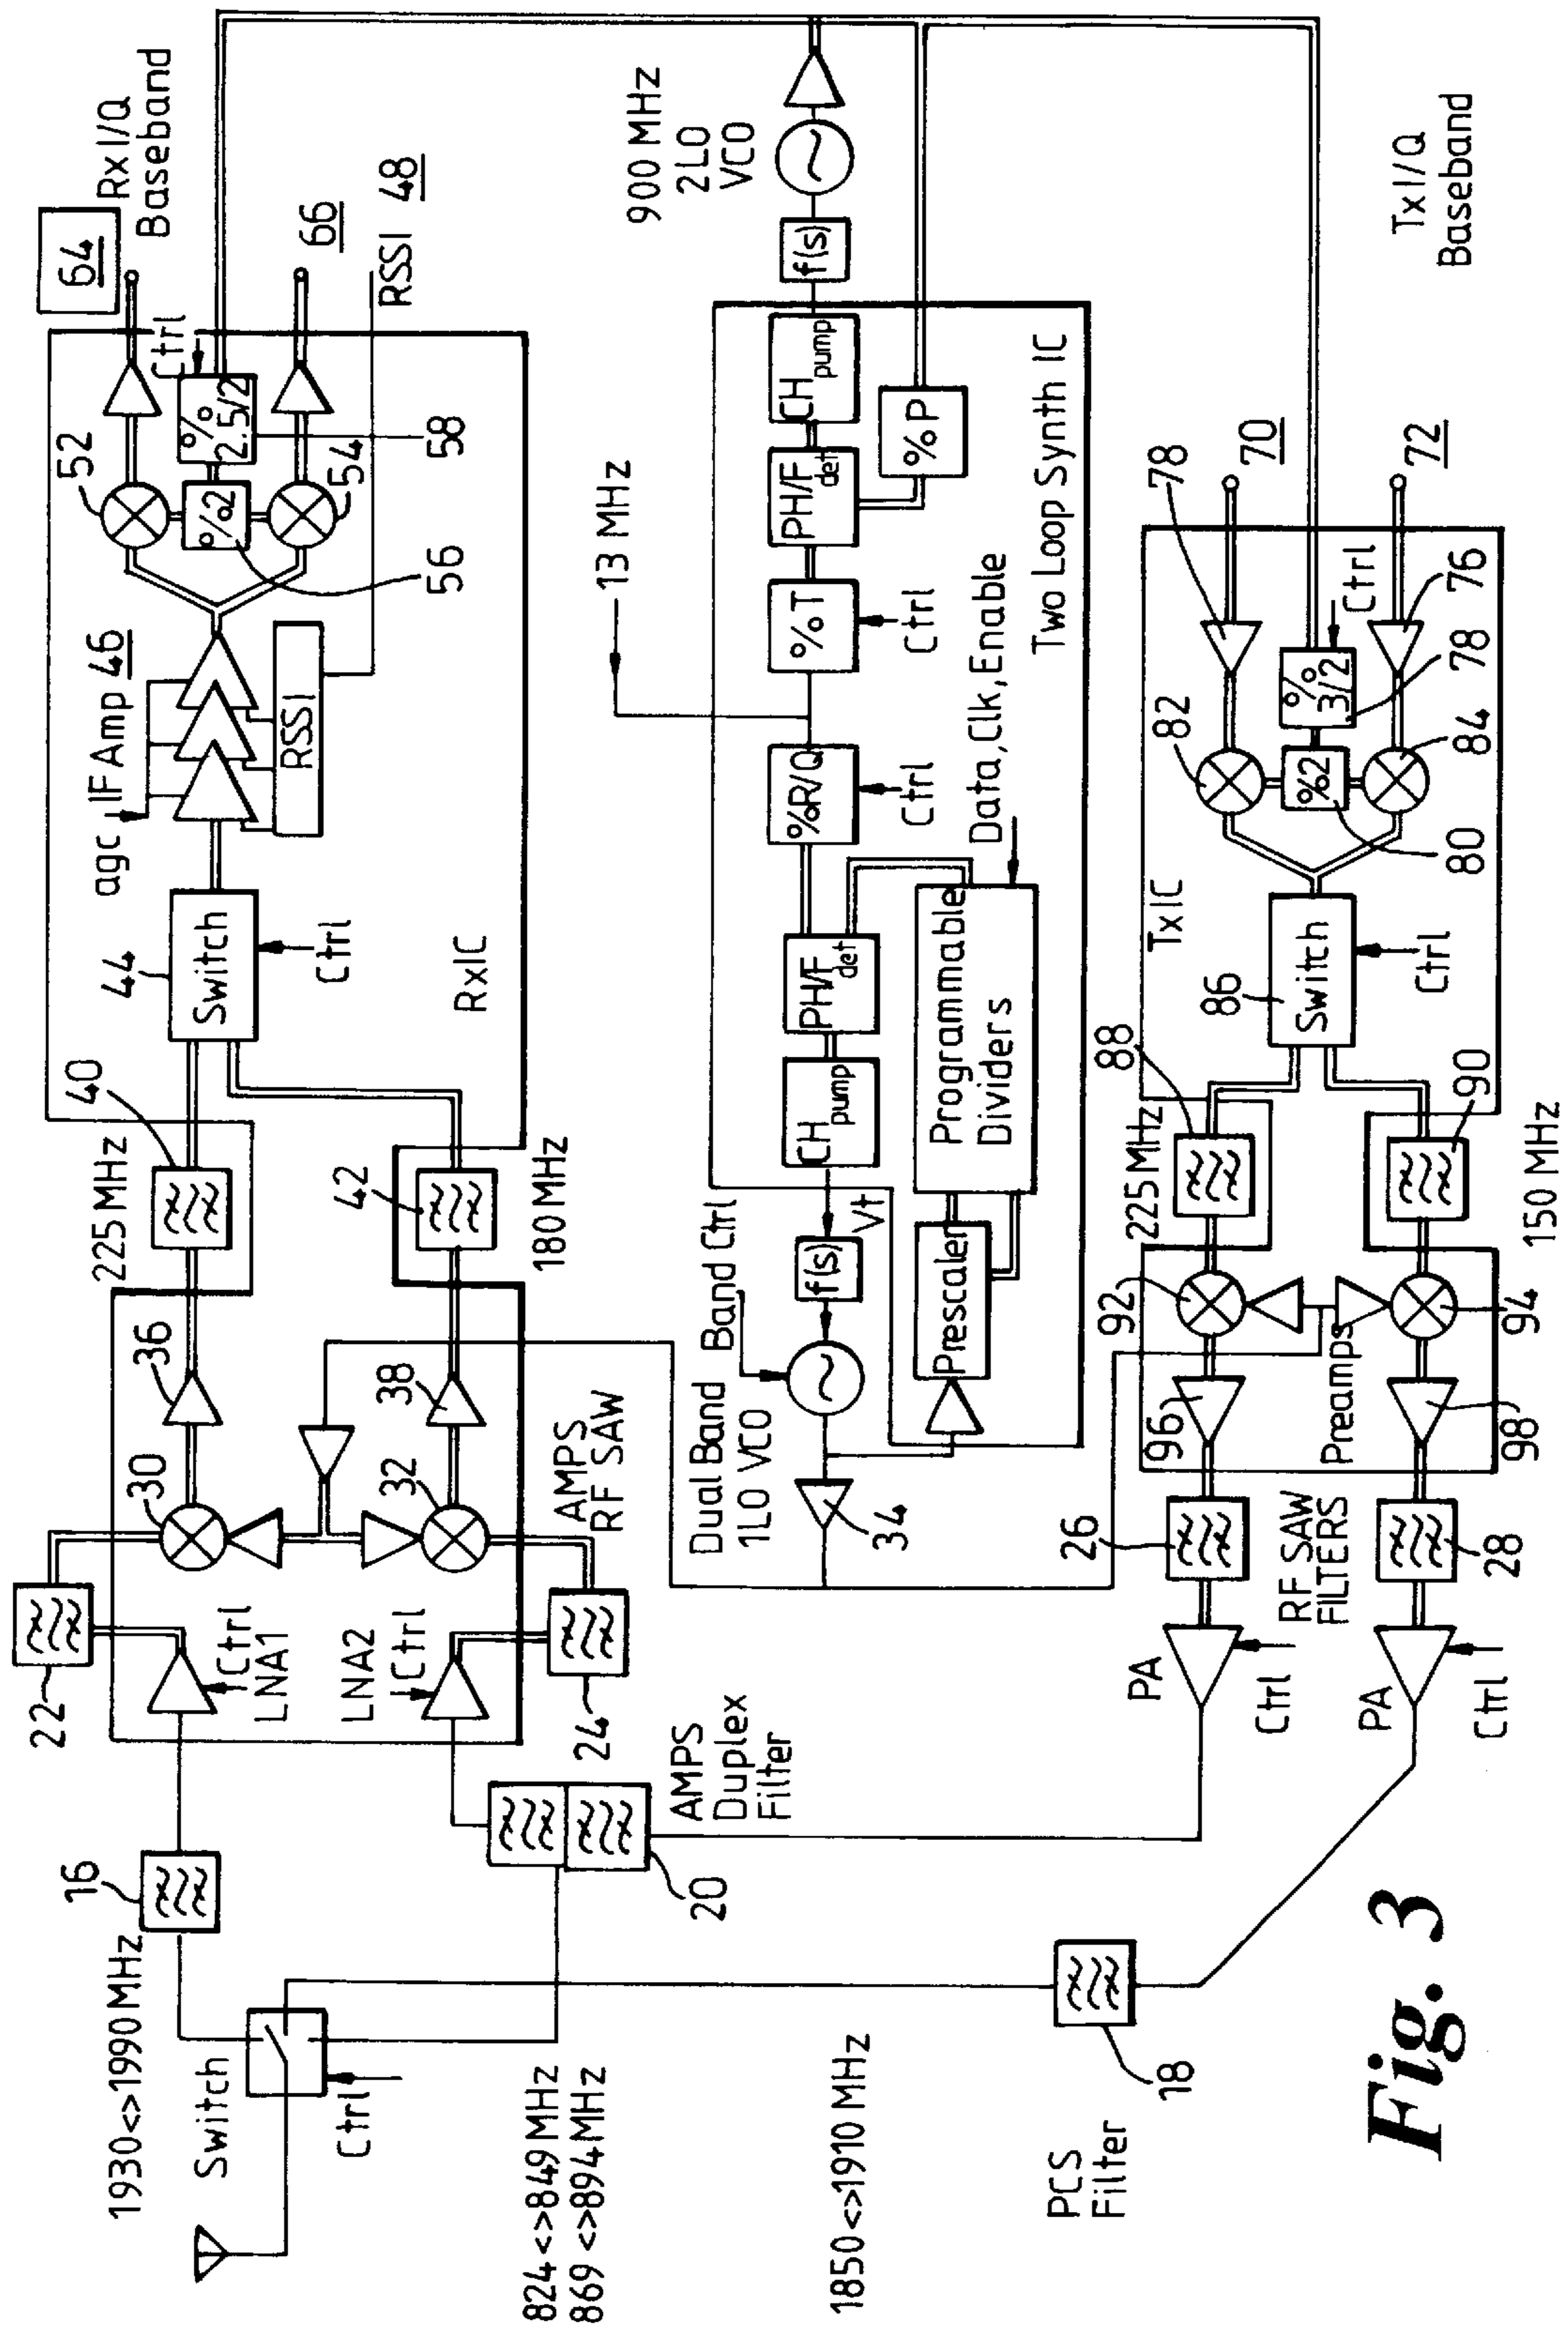 64
Rx I/Q
Baseband
66
48
RSSI
52
54
56
58
Ctrl
%
2.5/2
%2
agc
IF Amp 46
RSSI
44
Switch
Ctrl
RxIC
40
225 MHz
42
180 MHz
36
38
30
32
22
24
Ctrl
LNA1
LNA2
Ctrl
AMPS
RF SAW
16
1930<>1990 MHz
Switch
Ctrl
20
AMPS
Duplex
Filter
824<>849 MHz
869<>894 MHz
1850<>1910 MHz
900 MHz
2LO
VCO
f(s)
CH
pump
PH/F
det
%P
%T
Ctrl
13 MHz
%R/Q
Ctrl
Data, Clk, Enable
Two Loop Synth IC
PH/F
det
CH
pump
Programmable
Dividers
Prescaler
Vt
f(s)
Band Ctrl
Dual Band
1LO VCO
34
Tx I/Q
Baseband
70
72
78
76
78
Ctrl
%
3/2
%2
80
82
84
TxIC
86
Switch
Ctrl
88
90
225 MHz
150 MHz
92
94
96
98
Preamps
26
28
RF SAW
FILTERS
PA
Ctrl
PA
Ctrl
18
PCS
Filter
Fig. 3